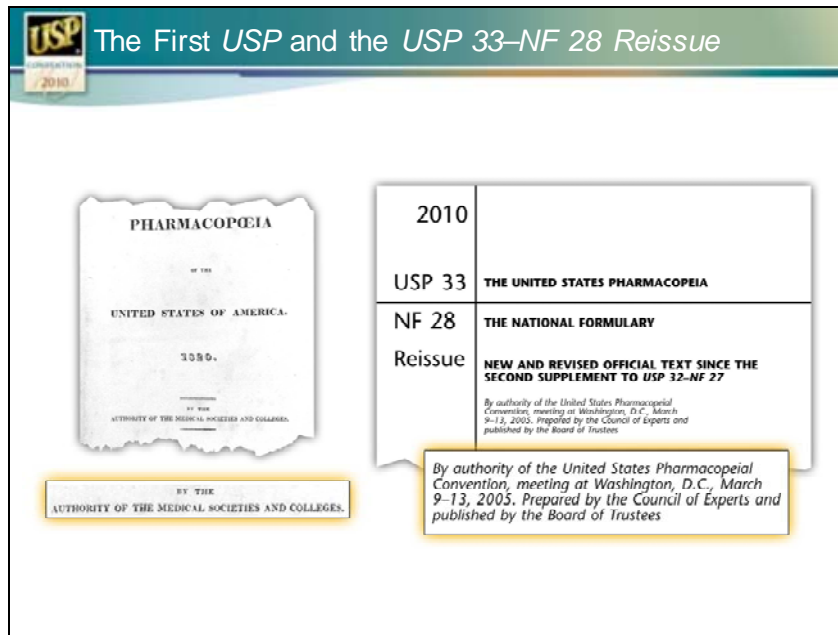 USP
CONVENTION
2010
The First USP and the USP 33–NF 28 Reissue
PHARMACOPŒIA
OF THE
UNITED STATES OF AMERICA.
1820.
BY THE
AUTHORITY OF THE MEDICAL SOCIETIES AND COLLEGES.
BY THE
AUTHORITY OF THE MEDICAL SOCIETIES AND COLLEGES.
2010
USP 33 THE UNITED STATES PHARMACOPEIA
NF 28 THE NATIONAL FORMULARY
Reissue NEW AND REVISED OFFICIAL TEXT SINCE THE
SECOND SUPPLEMENT TO USP 32–NF 27
By authority of the United States Pharmacopeial
Convention, meeting at Washington, D.C., March
9–13, 2005. Prepared by the Council of Experts and
published by the Board of Trustees
By authority of the United States Pharmacopeial
Convention, meeting at Washington, D.C., March
9–13, 2005. Prepared by the Council of Experts and
published by the Board of Trustees